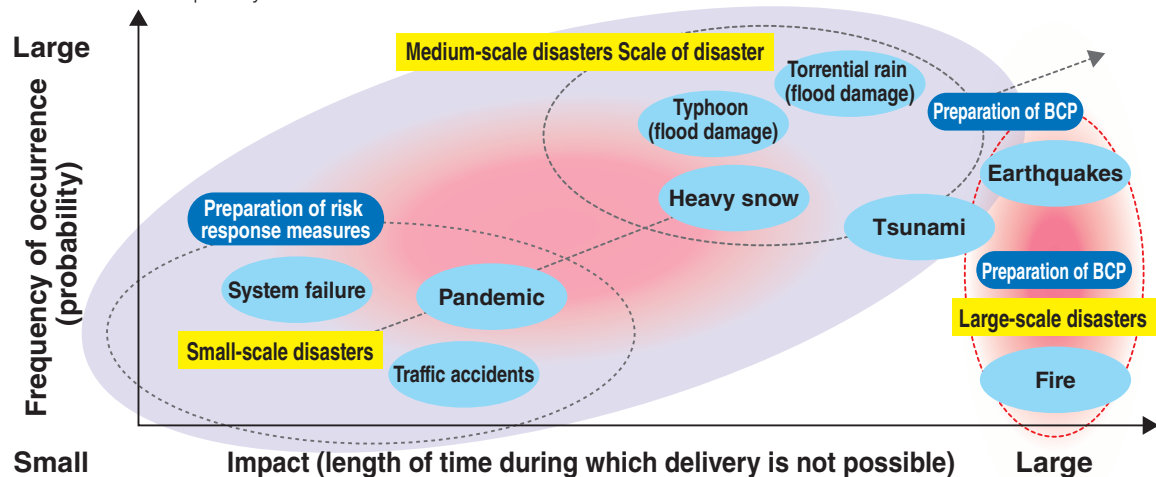 Large
Frequency of occurrence
(probability)
Medium-scale disasters Scale of disaster
Torrential rain
(flood damage)
Typhoon
(flood damage)
Preparation of BCP
Earthquakes
Heavy snow
Preparation of risk
response measures
Tsunami
System failure
Pandemic
Preparation of BCP
Large-scale disasters
Small-scale disasters
Traffic accidents
Fire
Small
Impact (length of time during which delivery is not possible)
Large